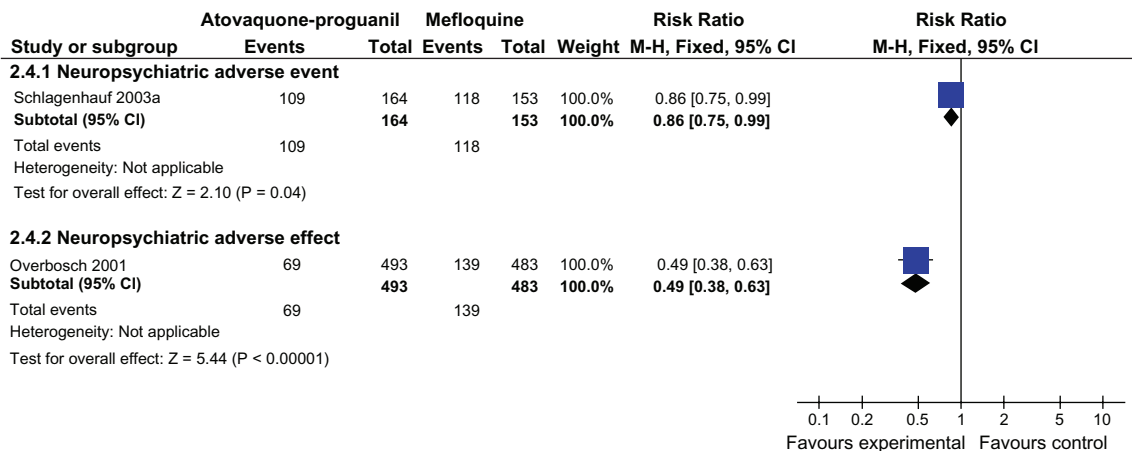 Atovaquone-proguanil Mefloquine Risk Ratio Risk Ratio
Study or subgroup Events Total Events Total Weight M-H, Fixed, 95% CI M-H, Fixed, 95% CI
2.4.1 Neuropsychiatric adverse event
Schlagenhauf 2003a 109 164 118 153 100.0% 0.86 [0.75, 0.99]
Subtotal (95% CI) 164 153 100.0% 0.86 [0.75, 0.99]
Total events 109 118
Heterogeneity: Not applicable
Test for overall effect: Z = 2.10 (P = 0.04)
2.4.2 Neuropsychiatric adverse effect
Overbosch 2001 69 493 139 483 100.0% 0.49 [0.38, 0.63]
Subtotal (95% CI) 493 483 100.0% 0.49 [0.38, 0.63]
Total events 69 139
Heterogeneity: Not applicable
Test for overall effect: Z = 5.44 (P < 0.00001)
0.1 0.2 0.5 1 2 5 10
Favours experimental Favours control